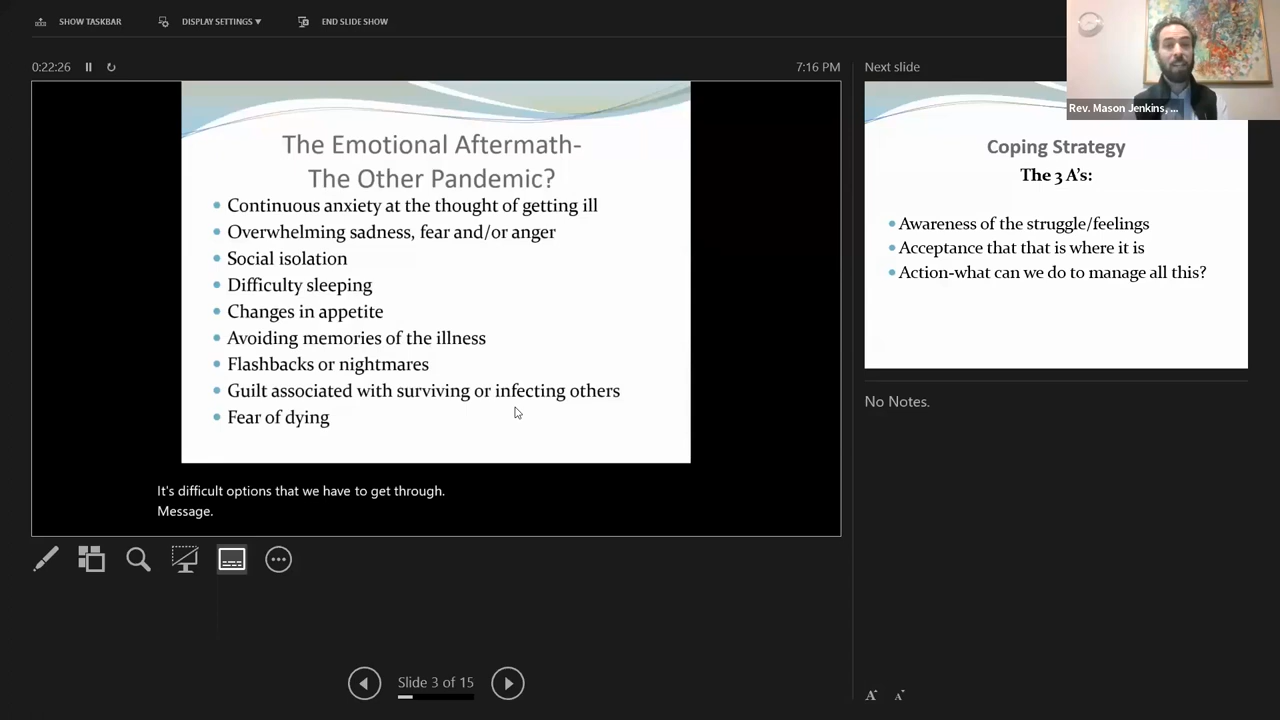 SHOW TASKBAR
DISPLAY SETTINGS ▼
END SLIDE SHOW
0:22:26
7:16 PM
The Emotional Aftermath-
The Other Pandemic?
• Continuous anxiety at the thought of getting ill
• Overwhelming sadness, fear and/or anger
• Social isolation
• Difficulty sleeping
• Changes in appetite
• Avoiding memories of the illness
• Flashbacks or nightmares
• Guilt associated with surviving or infecting others
• Fear of dying
It's difficult options that we have to get through.
Message.
Slide 3 of 15
Next slide
Rev. Mason Jenkins, ...
Coping Strategy
The 3 A's:
• Awareness of the struggle/feelings
• Acceptance that that is where it is
• Action-what can we do to manage all this?
No Notes.
A A